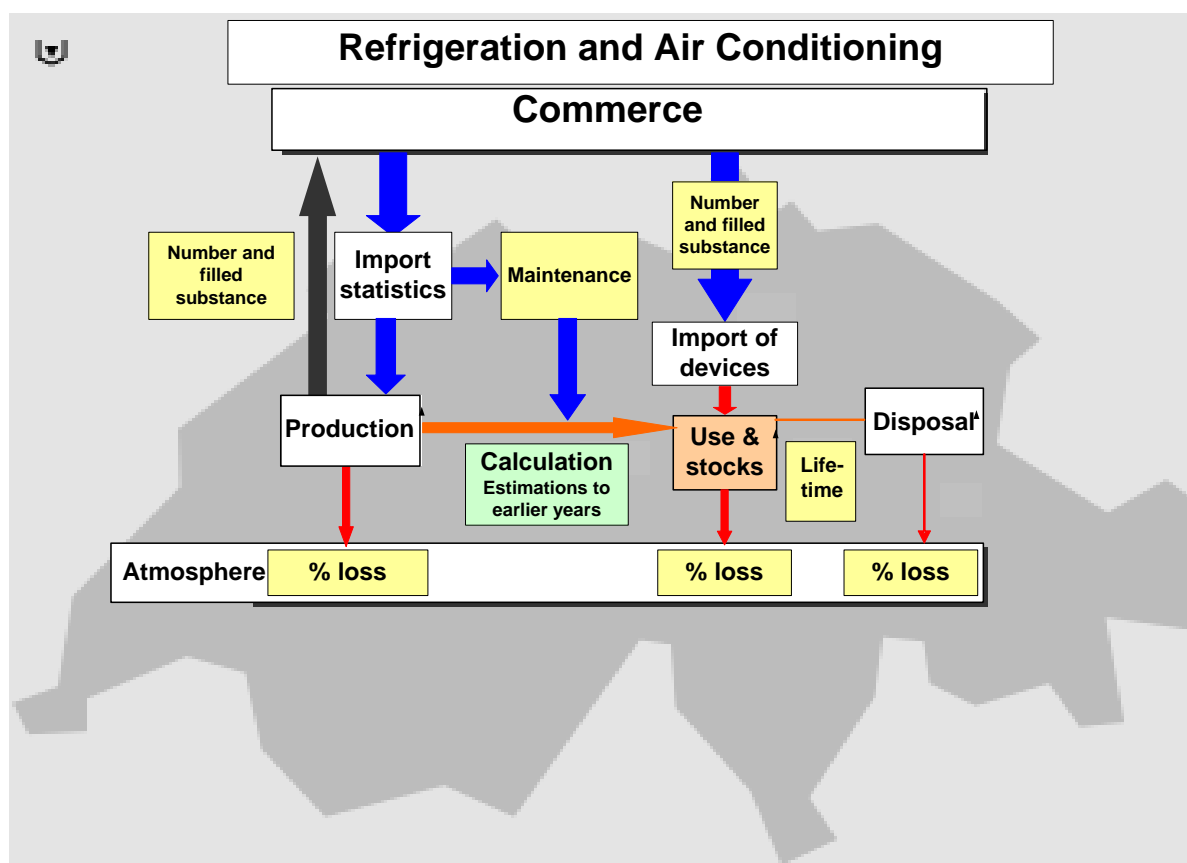 Refrigeration and Air Conditioning
Commerce
Number
and filled
substance
Number and
filled
substance
Import
statistics
Maintenance
Import of
devices
Production
Use &
stocks
Disposal
Calculation
Estimations to
earlier years
Life-
time
Atmosphere
% loss
% loss
% loss